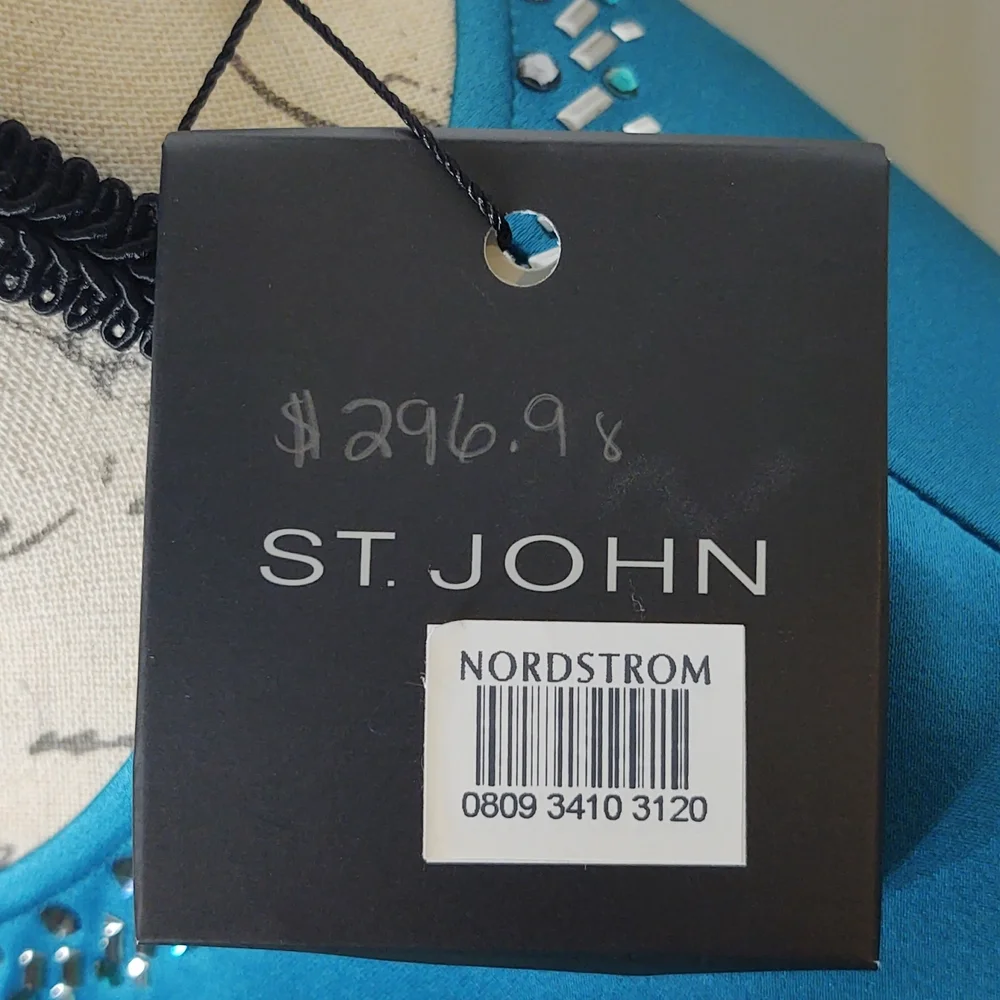 $296.98
ST. JOHN
NORDSTROM
0809 3410 3120